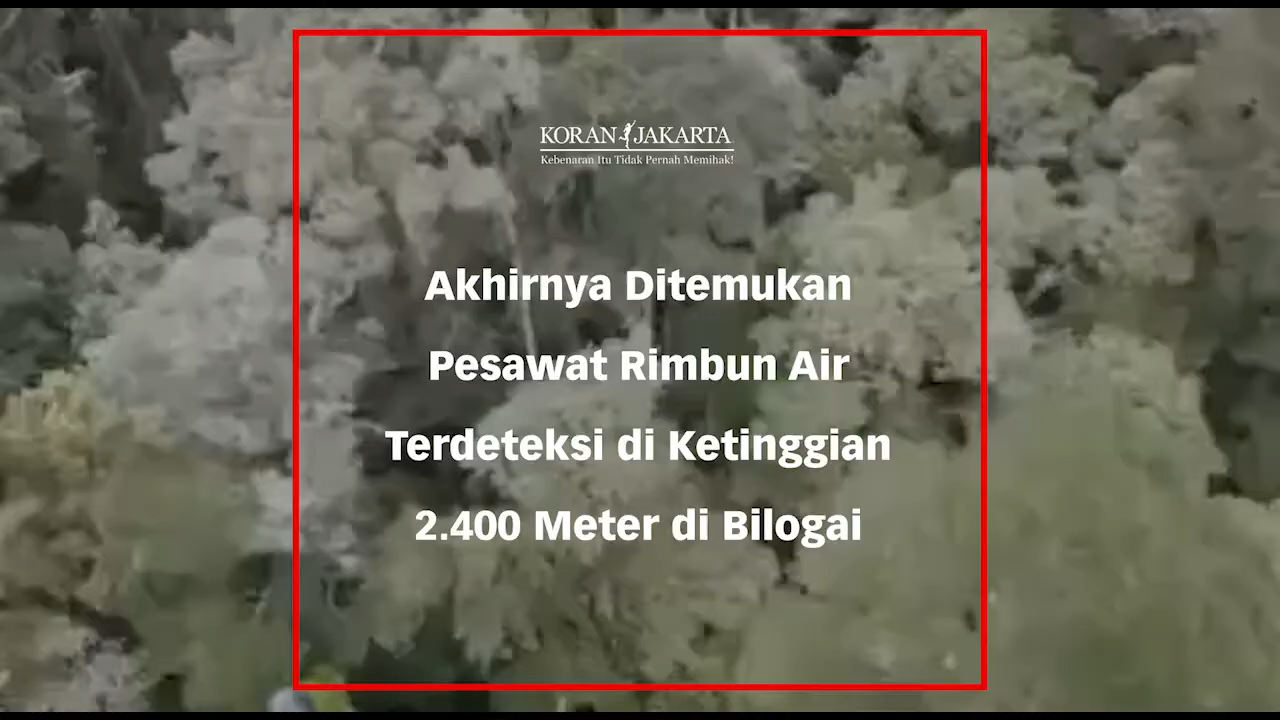 KORAN JAKARTA
Kebenaran Itu Tidak Pernah Memihak!
Akhirnya Ditemukan
Pesawat Rimbun Air
Terdeteksi di Ketinggian
2.400 Meter di Bilogai